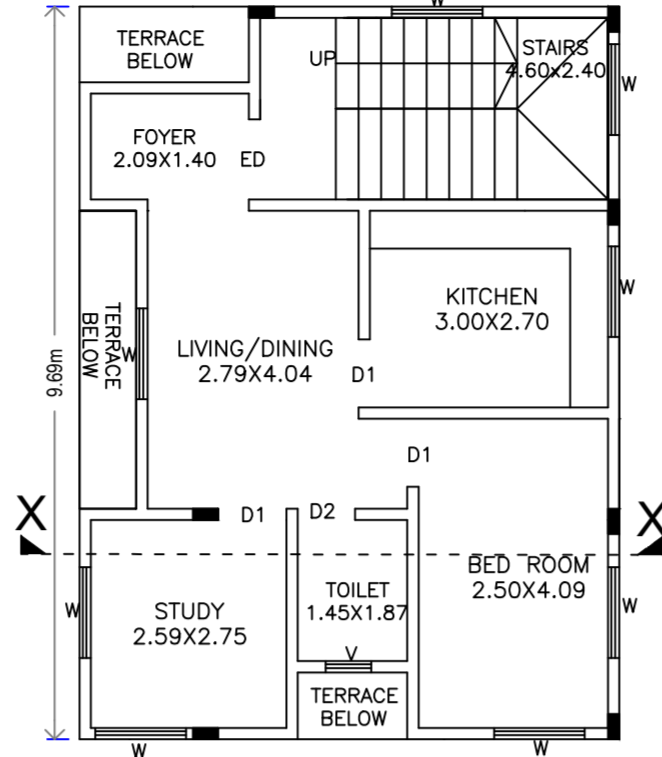 W
TERRACE
BELOW
UP
STAIRS
4.60x2.40
W
FOYER
2.09X1.40
ED
KITCHEN
3.00X2.70
W
TERRACE
BELOW
W
LIVING/DINING
2.79X4.04
D1
9.69m
D1
X
D1
D2
X
BED ROOM
2.50X4.09
STUDY
2.59X2.75
W
TOILET
1.45X1.87
W
V
TERRACE
BELOW
W
W